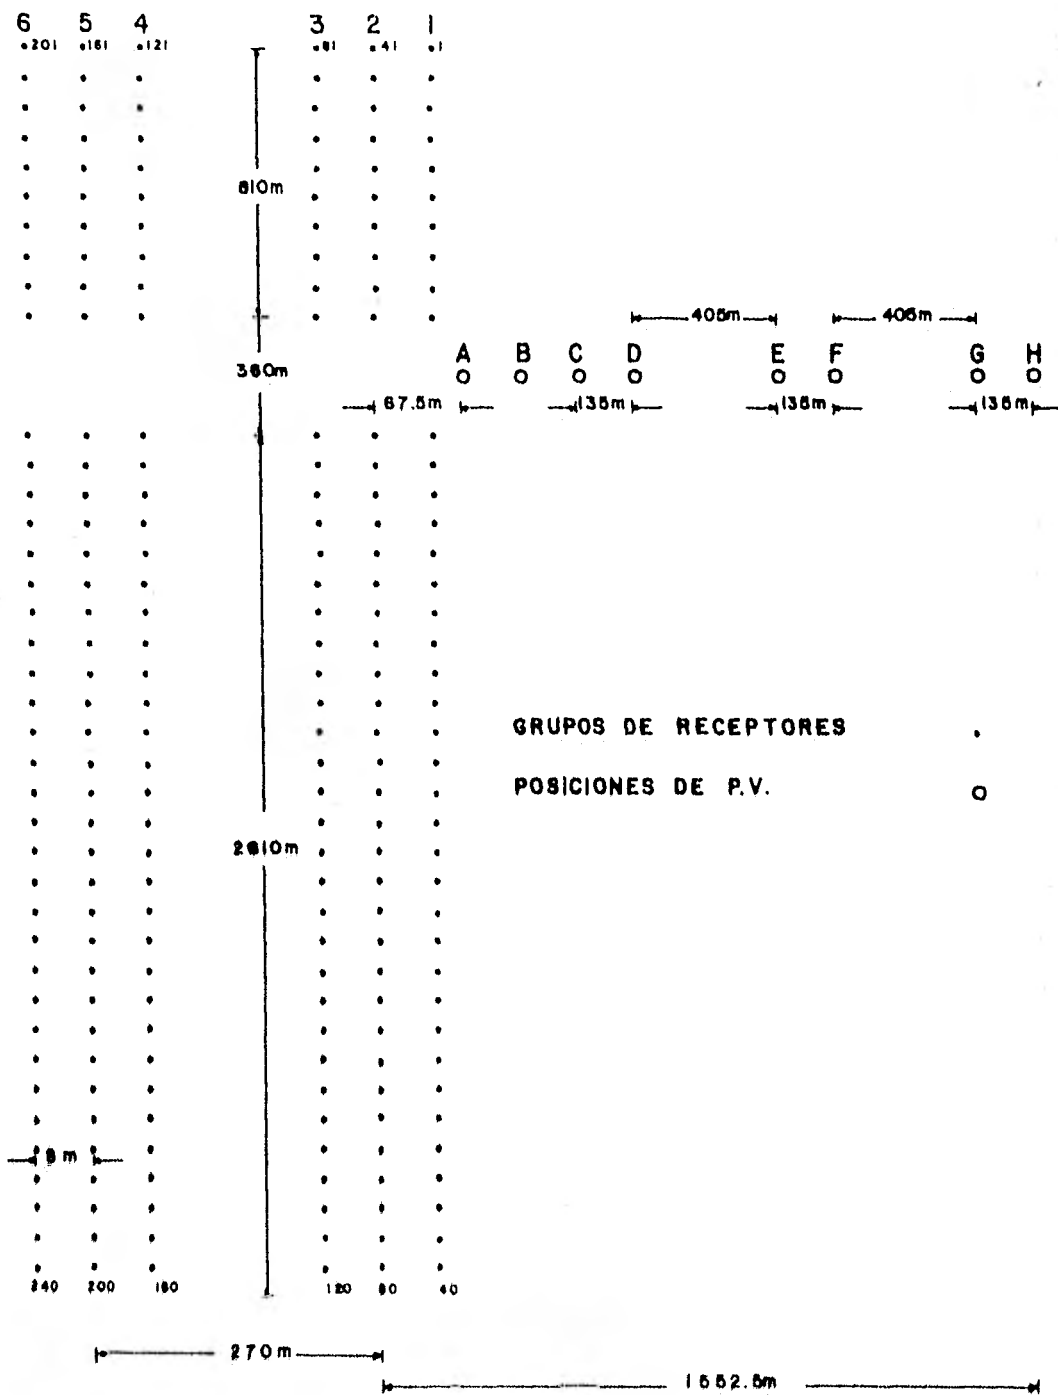 6 5 4 3 2 1
201 161 121 81 41 1
810m
405m 405m
360m
A B C D E F G H
67.5m 135m 135m 135m
GRUPOS DE RECEPTORES
POSICIONES DE P.V.
2610m
9 m
240 200 160 120 80 40
270m
1552.5m